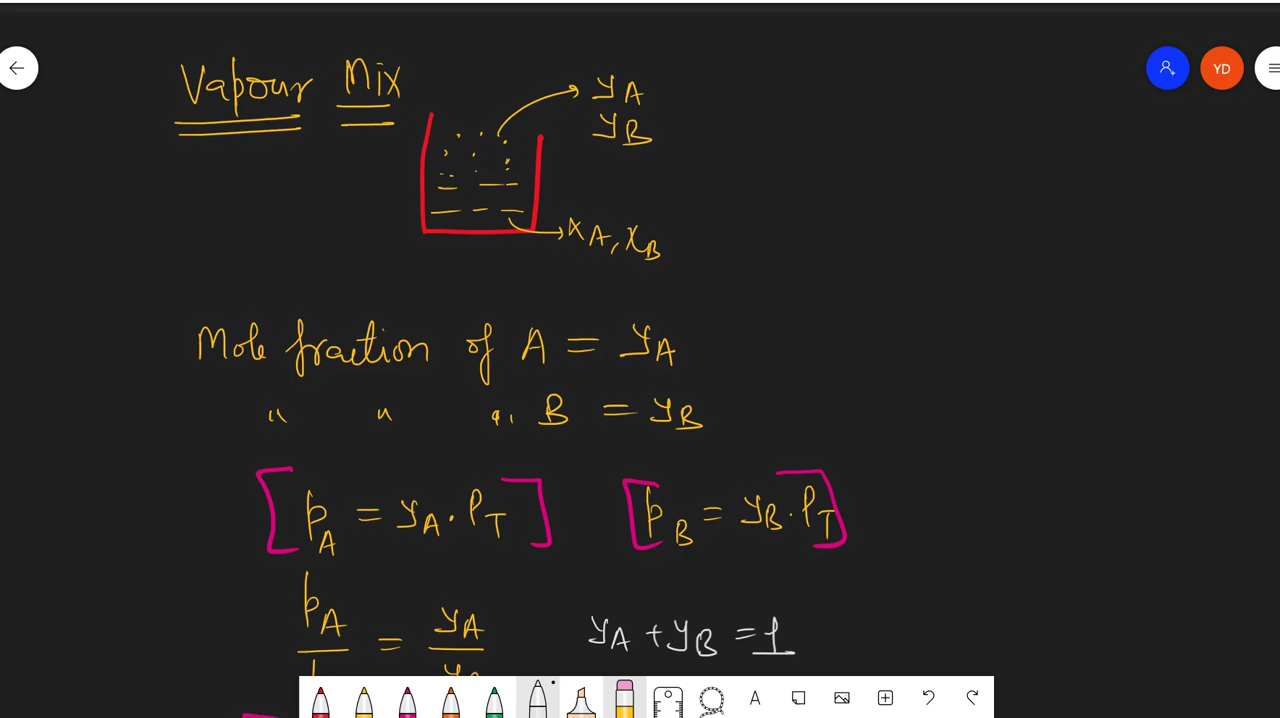 Vapour Mix
yA
yB
xA, xB
Mole fraction of A = yA
" " " B = yB
[pA = yA . PT] [pB = yB . PT]
pA yA
= yA + yB = 1
YD
A